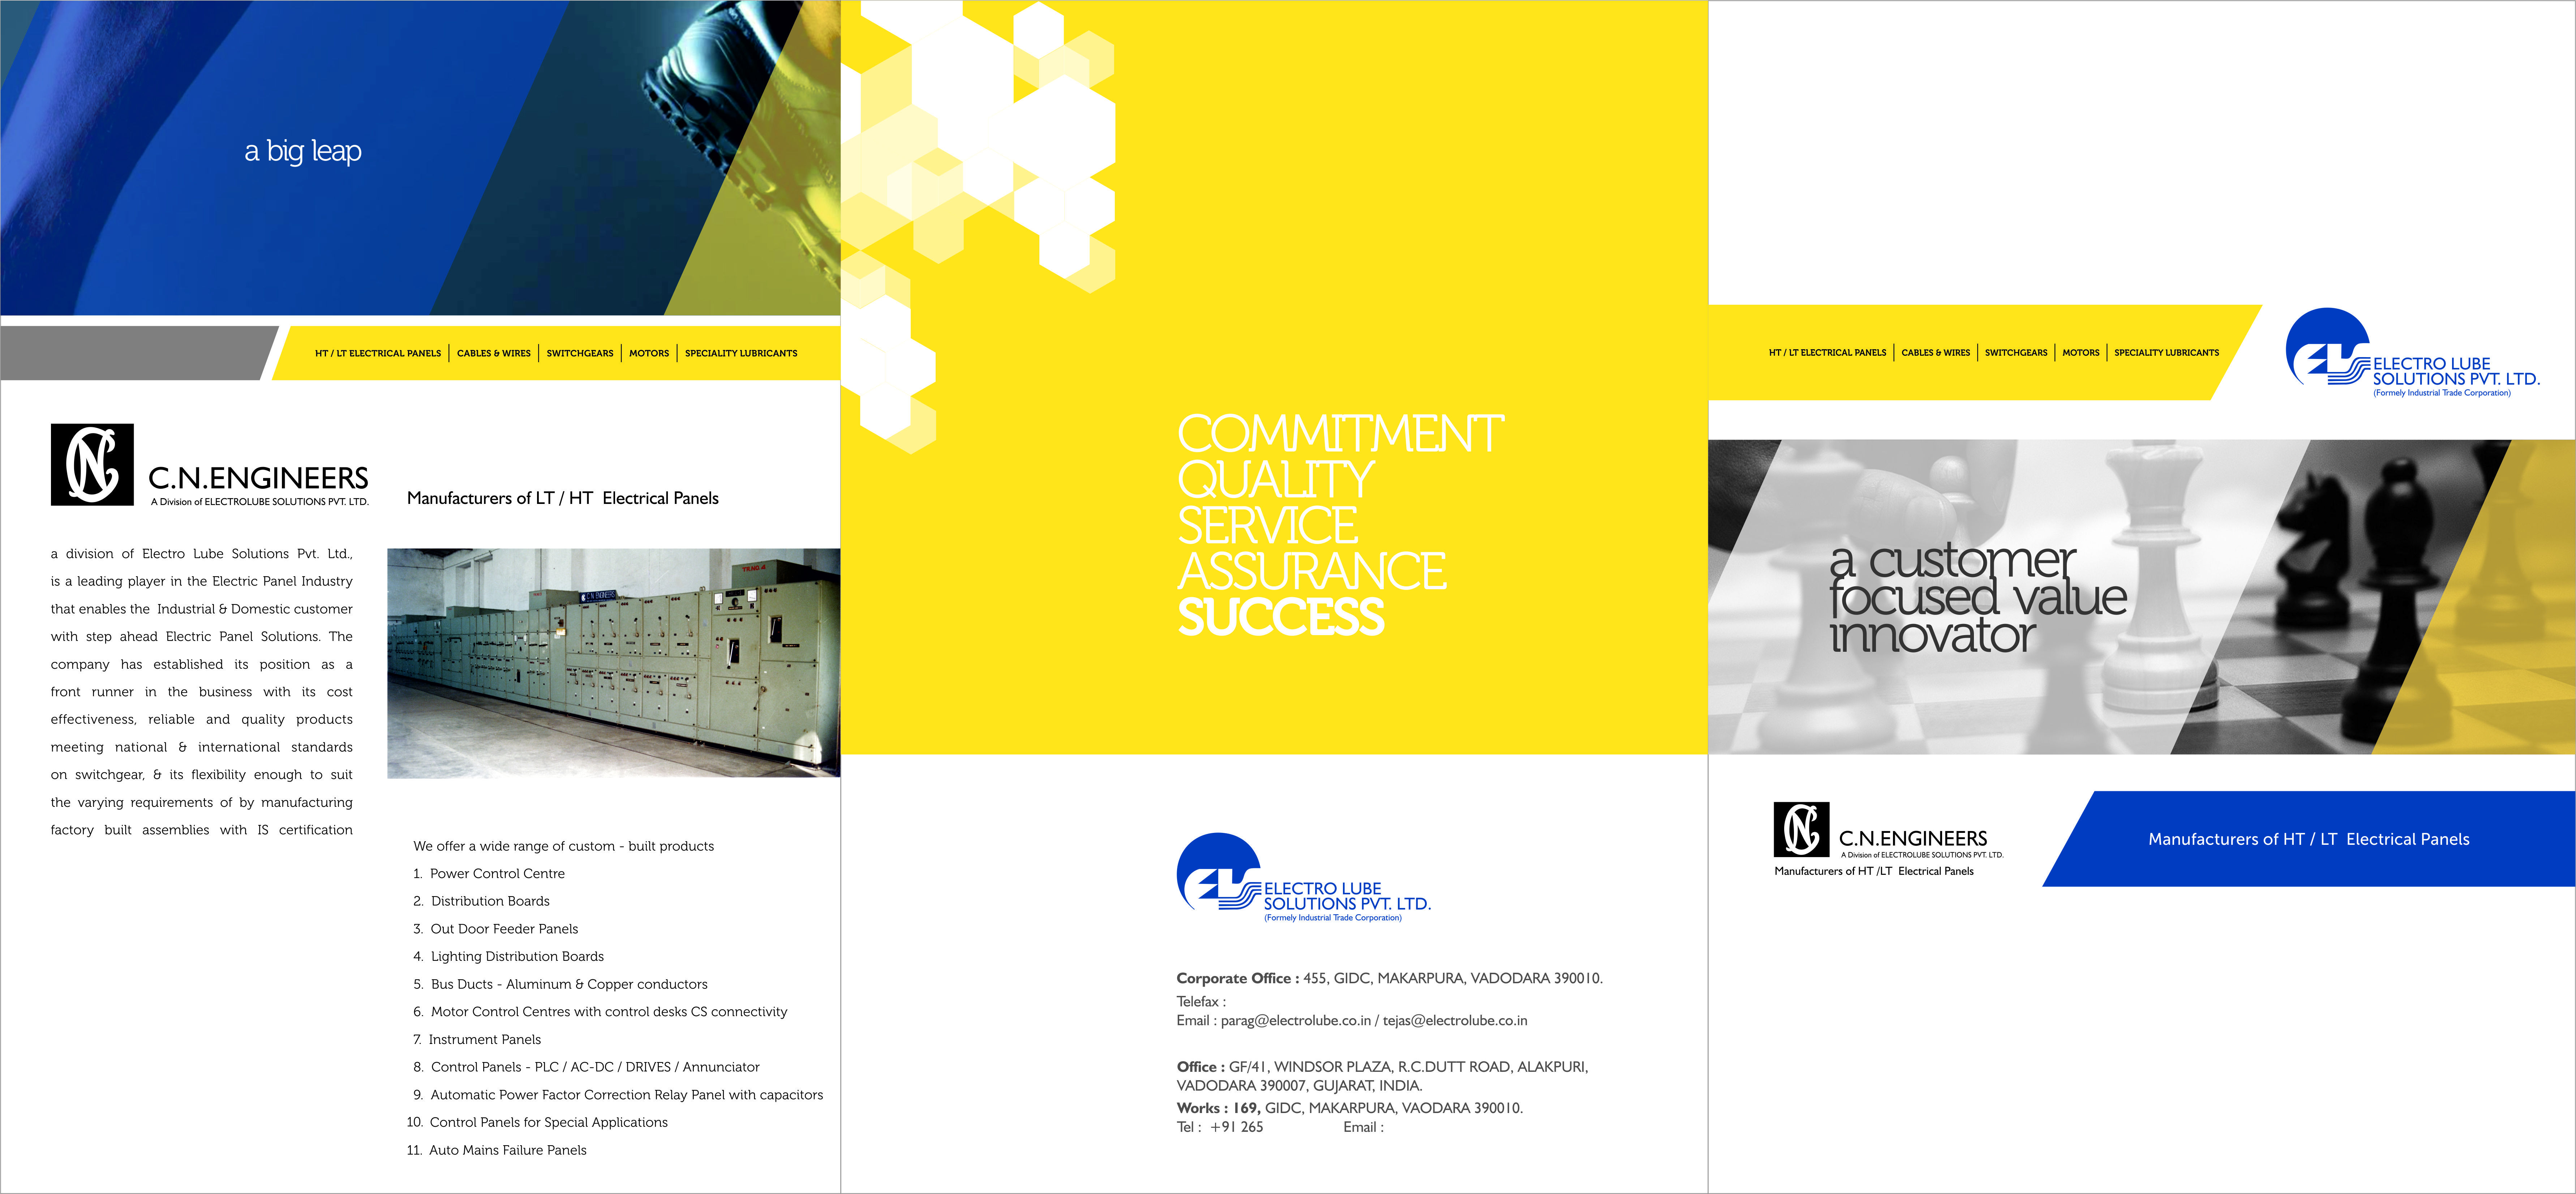 a big leap
HT / LT ELECTRICAL PANELS | CABLES & WIRES | SWITCHGEARS | MOTORS | SPECIALITY LUBRICANTS
CN
C.N.ENGINEERS
A Division of ELECTROLUBE SOLUTIONS PVT. LTD.
Manufacturers of LT / HT Electrical Panels
a division of Electro Lube Solutions Pvt. Ltd.,
is a leading player in the Electric Panel Industry
that enables the Industrial & Domestic customer
with step ahead Electric Panel Solutions. The
company has established its position as a
front runner in the business with its cost
effectiveness, reliable and quality products
meeting national & international standards
on switchgear, & its flexibility enough to suit
the varying requirements of by manufacturing
factory built assemblies with IS certification
C.N. ENGINEERS
We offer a wide range of custom - built products
1. Power Control Centre
2. Distribution Boards
3. Out Door Feeder Panels
4. Lighting Distribution Boards
5. Bus Ducts - Aluminum & Copper conductors
6. Motor Control Centres with control desks CS connectivity
7. Instrument Panels
8. Control Panels - PLC / AC-DC / DRIVES / Annunciator
9. Automatic Power Factor Correction Relay Panel with capacitors
10. Control Panels for Special Applications
11. Auto Mains Failure Panels
COMMITMENT
QUALITY
SERVICE
ASSURANCE
SUCCESS
ELS
ELECTRO LUBE
SOLUTIONS PVT. LTD.
(Formely Industrial Trade Corporation)
Corporate Office : 455, GIDC, MAKARPURA, VADODARA 390010.
Telefax :
Email : parag@electrolube.co.in / tejas@electrolube.co.in
Office : GF/41, WINDSOR PLAZA, R.C.DUTT ROAD, ALAKPURI,
VADODARA 390007, GUJARAT, INDIA.
Works : 169, GIDC, MAKARPURA, VAODARA 390010.
Tel : +91 265 Email :
HT / LT ELECTRICAL PANELS | CABLES & WIRES | SWITCHGEARS | MOTORS | SPECIALITY LUBRICANTS
ELS
ELECTRO LUBE
SOLUTIONS PVT. LTD.
(Formely Industrial Trade Corporation)
a customer
focused value
innovator
CN
C.N.ENGINEERS
A Division of ELECTROLUBE SOLUTIONS PVT. LTD.
Manufacturers of HT /LT Electrical Panels
Manufacturers of HT / LT Electrical Panels